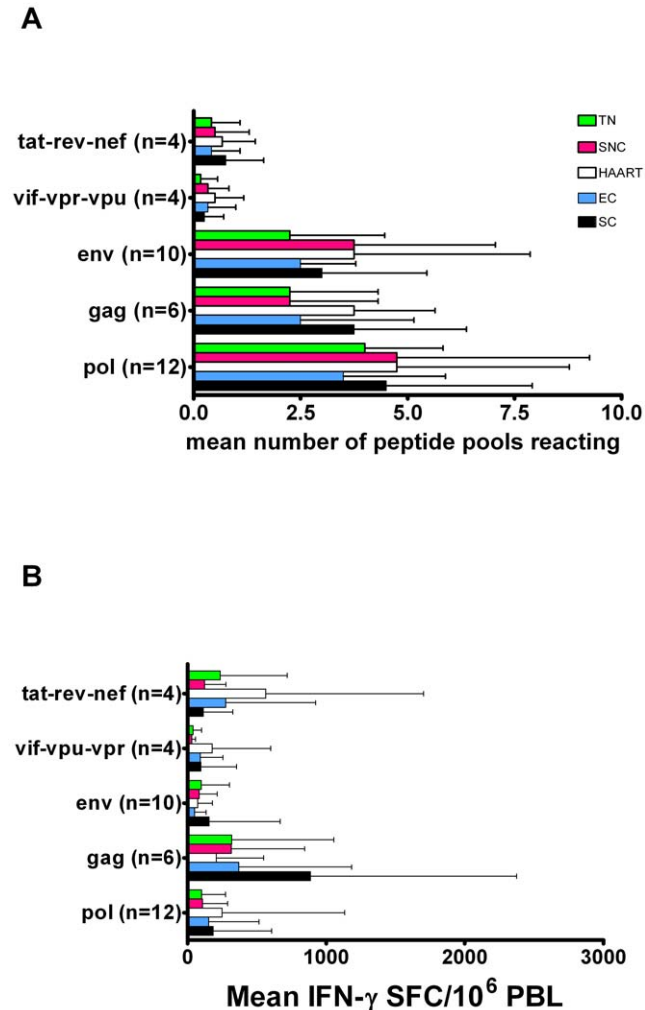 A
tat-rev-nef (n=4)
vif-vpr-vpu (n=4)
env (n=10)
gag (n=6)
pol (n=12)
TN
SNC
HAART
EC
SC
0.0 2.5 5.0 7.5 10.0
mean number of peptide pools reacting
B
tat-rev-nef (n=4)
vif-vpu-vpr (n=4)
env (n=10)
gag (n=6)
pol (n=12)
0 1000 2000 3000
Mean IFN-γ SFC/10⁶ PBL